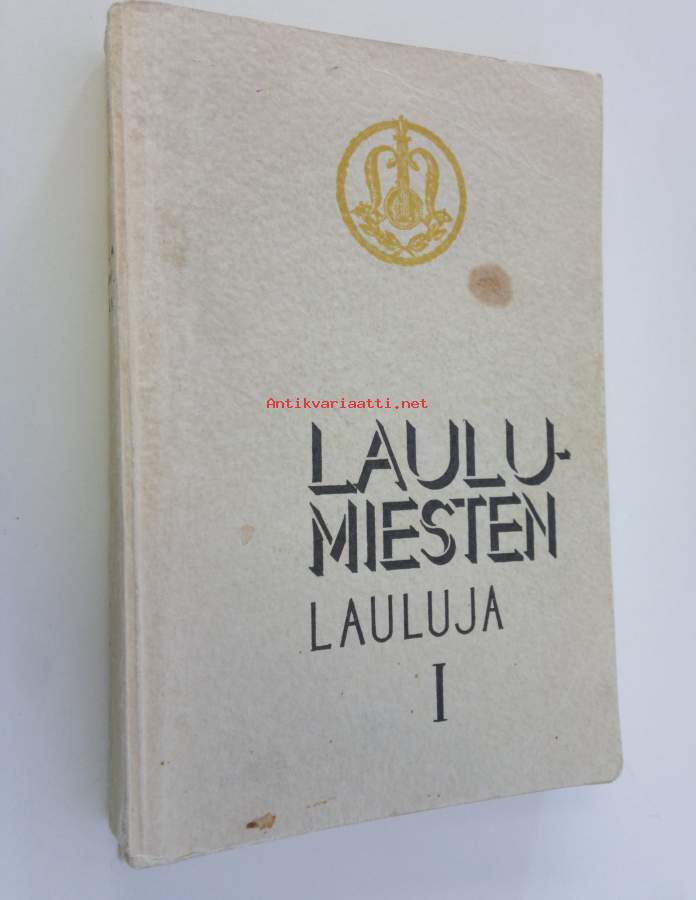 Antikvariaatti.net
LAULU-
MIESTEN
LAULUJA
I